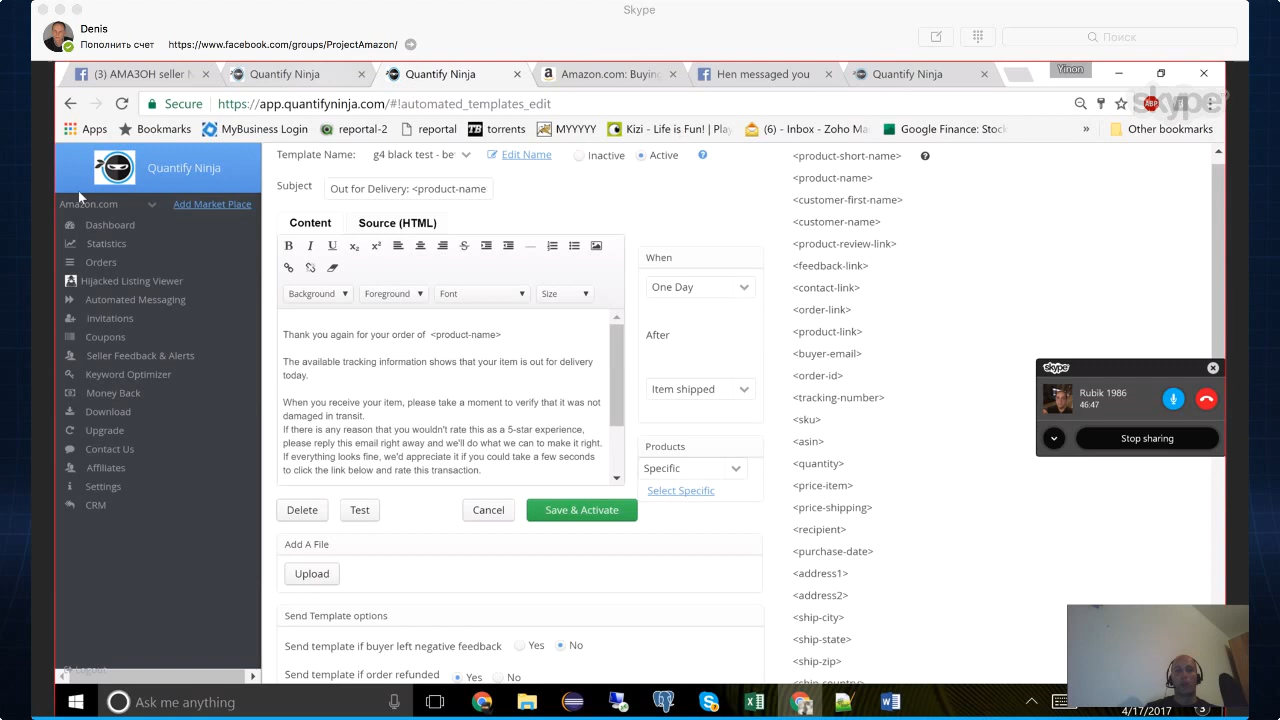 Skype
Denis
Пополнить счет https://www.facebook.com/groups/ProjectAmazon/
Поиск
(3) АМАЗОН seller
Quantify Ninja
Quantify Ninja
Amazon.com: Buying
Hen messaged you
Quantify Ninja
Yinon
Secure
https://app.quantifyninja.com/#!automated_templates_edit
skype
ABP
Apps
Bookmarks
MyBusiness Login
reportal-2
reportal
torrents
MYYYYY
Kizi - Life is Fun! | Pla
(6) - Inbox - Zoho Ma
Google Finance: Stoc
»
Other bookmarks
Quantify Ninja
Amazon.com
Add Market Place
Dashboard
Statistics
Orders
Hijacked Listing Viewer
Automated Messaging
Invitations
Coupons
Seller Feedback & Alerts
Keyword Optimizer
Money Back
Download
Upgrade
Contact Us
Affiliates
Settings
CRM
Logout
Template Name:
g4 black test - be
Edit Name
Inactive
Active
Subject
Out for Delivery: <product-name
Content
Source (HTML)
Background
Foreground
Font
Size
Thank you again for your order of <product-name>
The available tracking information shows that your item is out for delivery
today.
When you receive your item, please take a moment to verify that it was not
damaged in transit.
If there is any reason that you wouldn't rate this as a 5-star experience,
please reply this email right away and we'll do what we can to make it right.
If everything looks fine, we'd appreciate it if you could take a few seconds
to click the link below and rate this transaction.
Delete
Test
Cancel
Save & Activate
Add A File
Upload
Send Template options
Send template if buyer left negative feedback
Yes
No
Send template if order refunded
Yes
No
When
One Day
After
Item shipped
Products
Specific
Select Specific
<product-short-name>
<product-name>
<customer-first-name>
<customer-name>
<product-review-link>
<feedback-link>
<contact-link>
<order-link>
<product-link>
<buyer-email>
<order-id>
<tracking-number>
<sku>
<asin>
<quantity>
<price-item>
<price-shipping>
<recipient>
<purchase-date>
<address1>
<address2>
<ship-city>
<ship-state>
<ship-zip>
<ship-country>
skype
Rubik 1986
46:47
Stop sharing
Ask me anything
4/17/2017
3